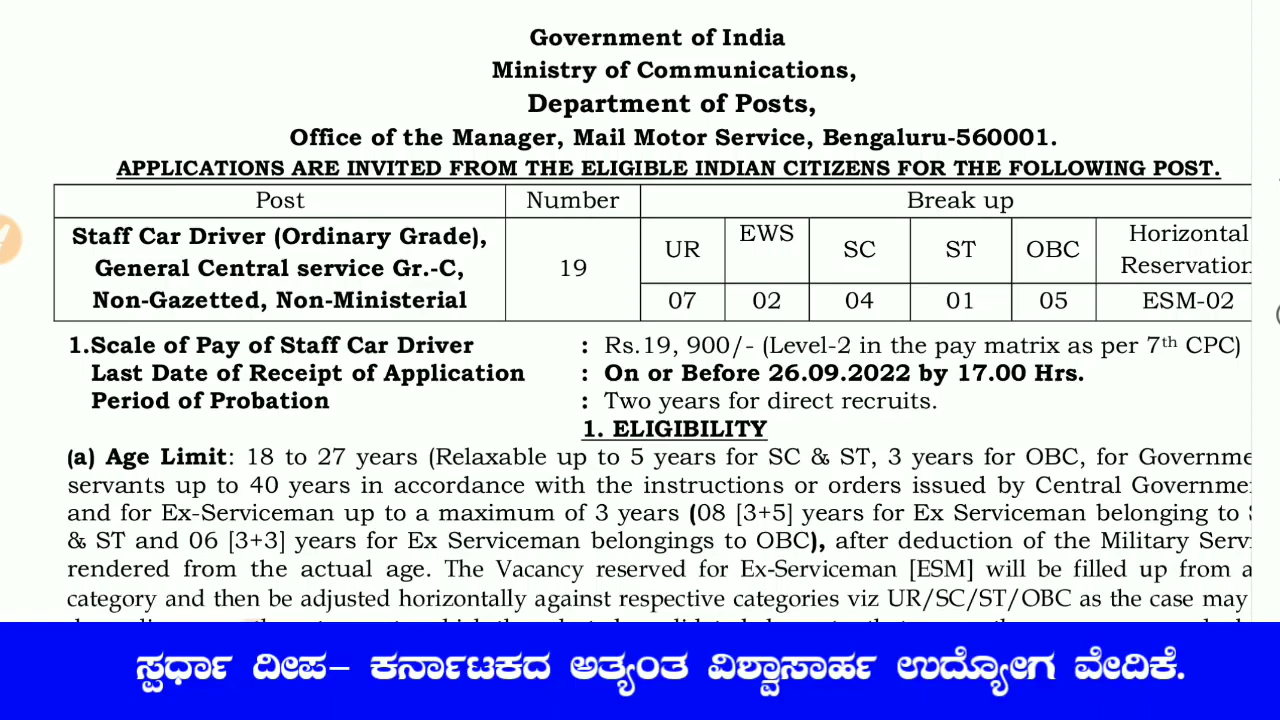 Government of India
Ministry of Communications,
Department of Posts,
Office of the Manager, Mail Motor Service, Bengaluru-560001.
APPLICATIONS ARE INVITED FROM THE ELIGIBLE INDIAN CITIZENS FOR THE FOLLOWING POST.
Post Number Break up
Staff Car Driver (Ordinary Grade), General Central service Gr.-C, Non-Gazetted, Non-Ministerial 19 UR EWS SC ST OBC Horizontal Reservation
07 02 04 01 05 ESM-02
1.Scale of Pay of Staff Car Driver : Rs.19, 900/- (Level-2 in the pay matrix as per 7th CPC)
Last Date of Receipt of Application : On or Before 26.09.2022 by 17.00 Hrs.
Period of Probation : Two years for direct recruits.
1. ELIGIBILITY
(a) Age Limit: 18 to 27 years (Relaxable up to 5 years for SC & ST, 3 years for OBC, for Governme
servants up to 40 years in accordance with the instructions or orders issued by Central Governme
and for Ex-Serviceman up to a maximum of 3 years (08 [3+5] years for Ex Serviceman belonging to
& ST and 06 [3+3] years for Ex Serviceman belongings to OBC), after deduction of the Military Serv
rendered from the actual age. The Vacancy reserved for Ex-Serviceman [ESM] will be filled up from a
category and then be adjusted horizontally against respective categories viz UR/SC/ST/OBC as the case may
ಸ್ಪರ್ಧಾ ದೀಪ– ಕರ್ನಾಟಕದ ಅತ್ಯಂತ ವಿಶ್ವಾಸಾರ್ಹ ಉದ್ಯೋಗ ವೇದಿಕೆ.